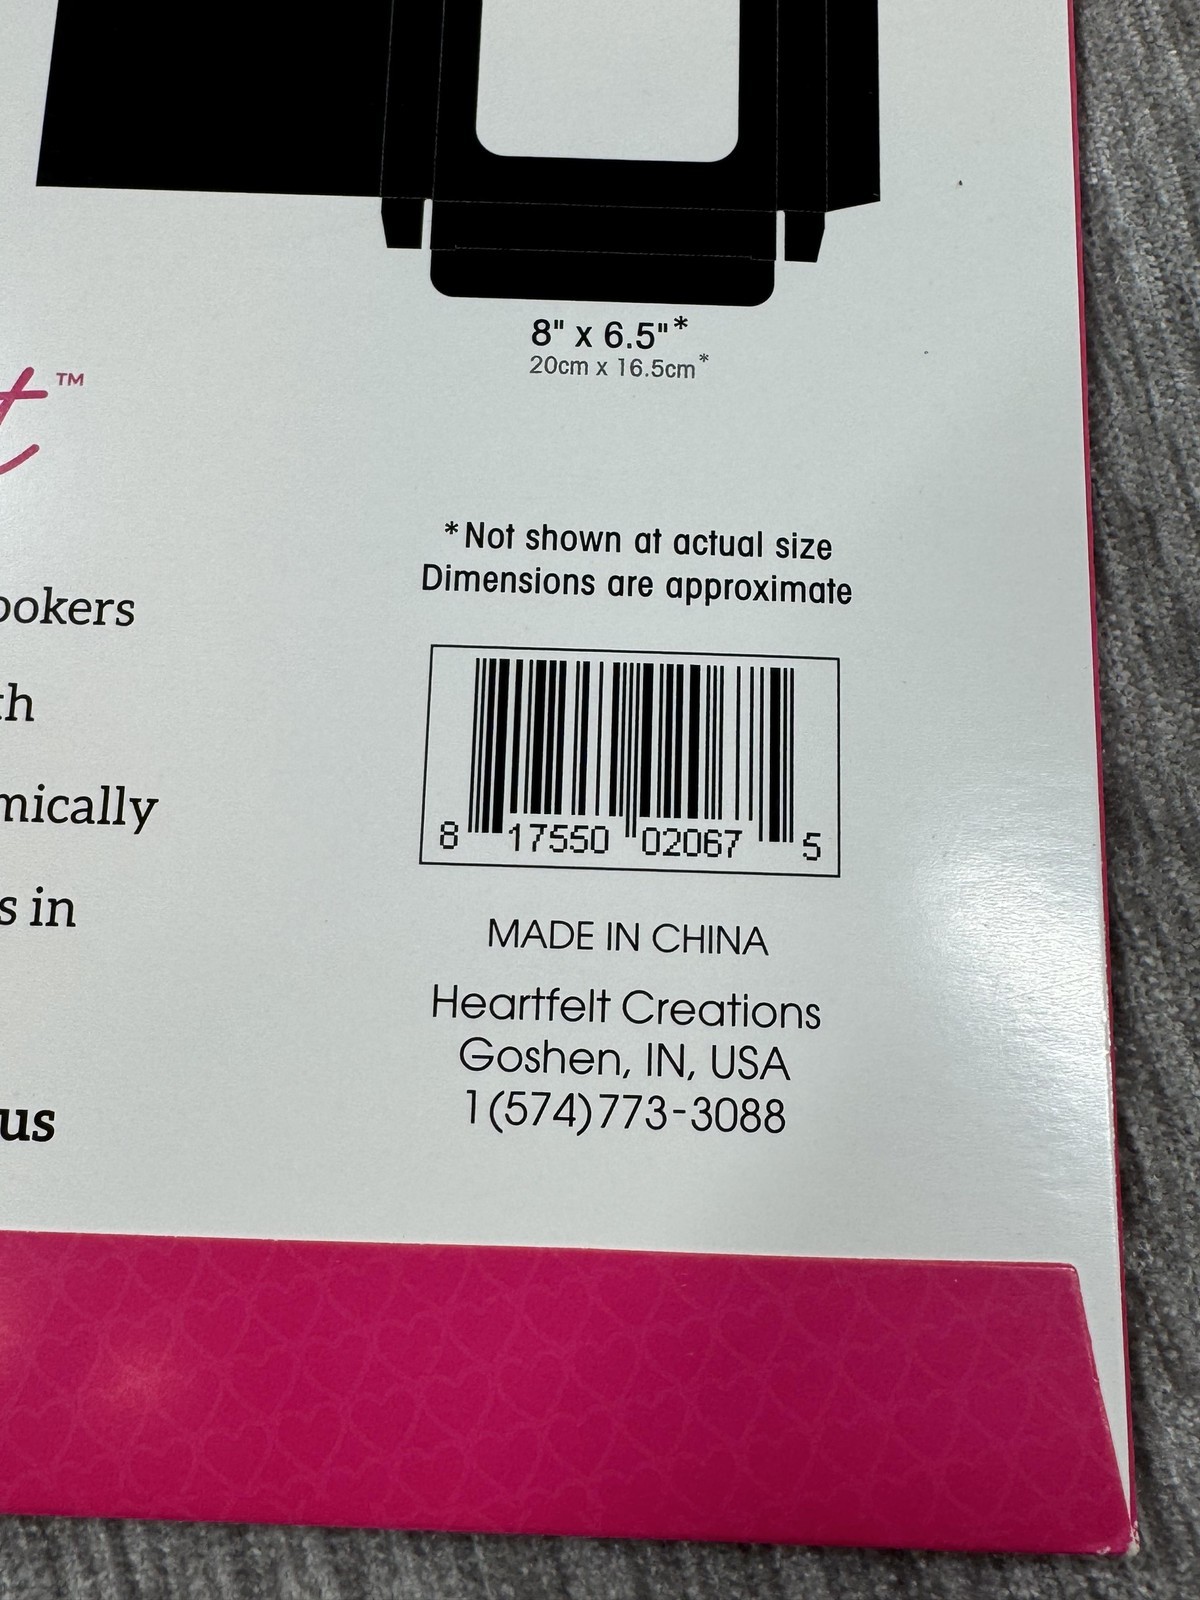 8" x 6.5"*
20cm x 16.5cm*
t™
*Not shown at actual size
Dimensions are approximate
ookers
th
mically
s in
us
8 17550 02067 5
MADE IN CHINA
Heartfelt Creations
Goshen, IN, USA
1(574)773-3088